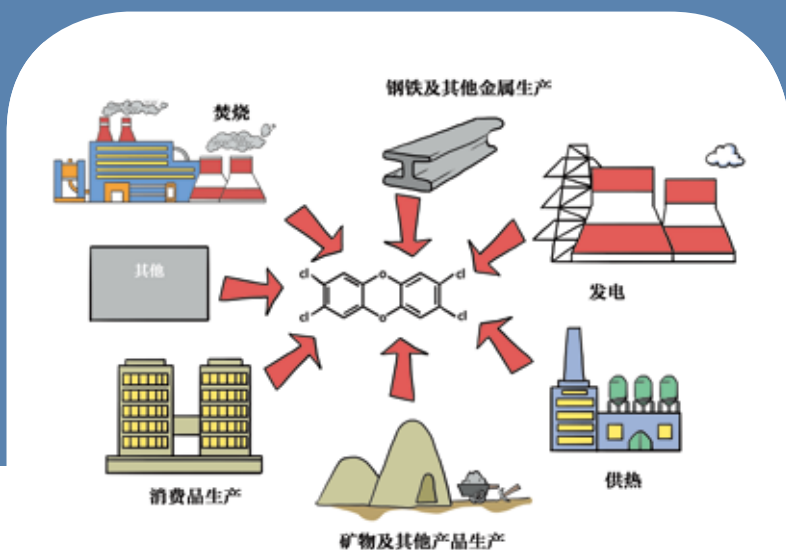 钢铁及其他金属生产
焚烧
其他
cl
o
cl
cl
o
cl
发电
供热
消费品生产
矿物及其他产品生产